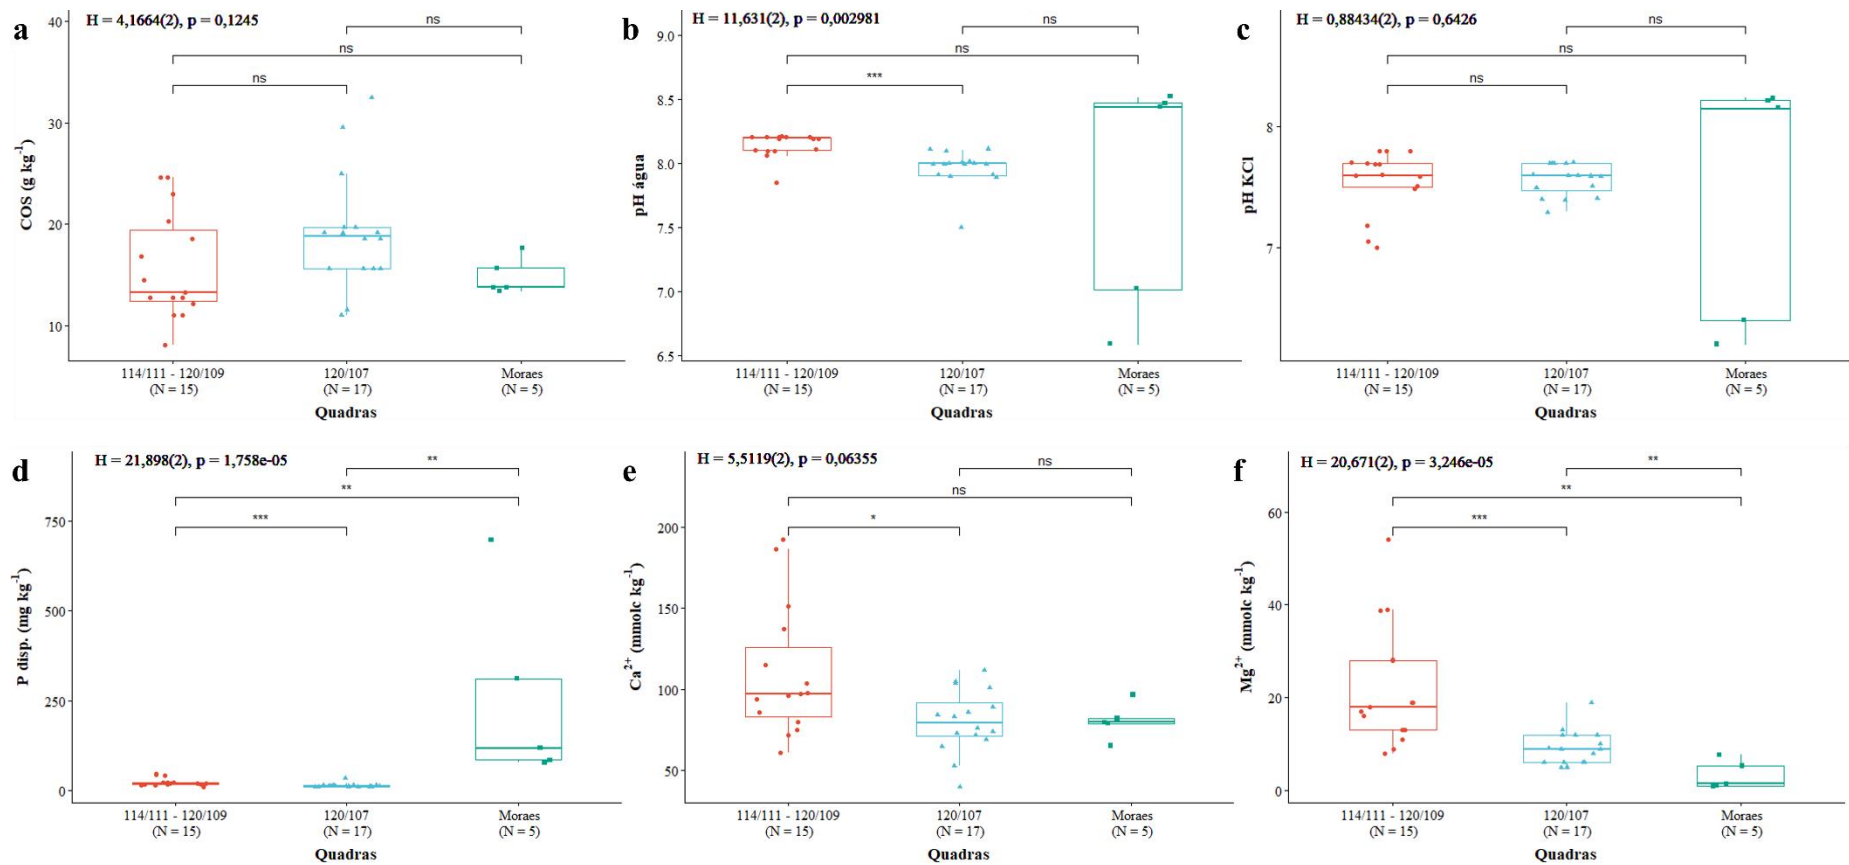 a
H = 4,1664(2), p = 0,1245
ns
ns
ns
40
30
20
10
COS (g kg⁻¹)
114/111 - 120/109
(N = 15)
120/107
(N = 17)
Moraes
(N = 5)
Quadras
b
H = 11,631(2), p = 0,002981
ns
ns
***
9.0
8.5
8.0
7.5
7.0
6.5
pH água
114/111 - 120/109
(N = 15)
120/107
(N = 17)
Moraes
(N = 5)
Quadras
c
H = 0,88434(2), p = 0,6426
ns
ns
ns
8
7
pH KCl
114/111 - 120/109
(N = 15)
120/107
(N = 17)
Moraes
(N = 5)
Quadras
d
H = 21,898(2), p = 1,758e-05
**
**
***
750
500
250
0
P disp. (mg kg⁻¹)
114/111 - 120/109
(N = 15)
120/107
(N = 17)
Moraes
(N = 5)
Quadras
e
H = 5,5119(2), p = 0,06355
ns
ns
*
200
150
100
50
Ca²⁺ (mmolc kg⁻¹)
114/111 - 120/109
(N = 15)
120/107
(N = 17)
Moraes
(N = 5)
Quadras
f
H = 20,671(2), p = 3,246e-05
**
**
***
60
40
20
0
Mg²⁺ (mmolc kg⁻¹)
114/111 - 120/109
(N = 15)
120/107
(N = 17)
Moraes
(N = 5)
Quadras